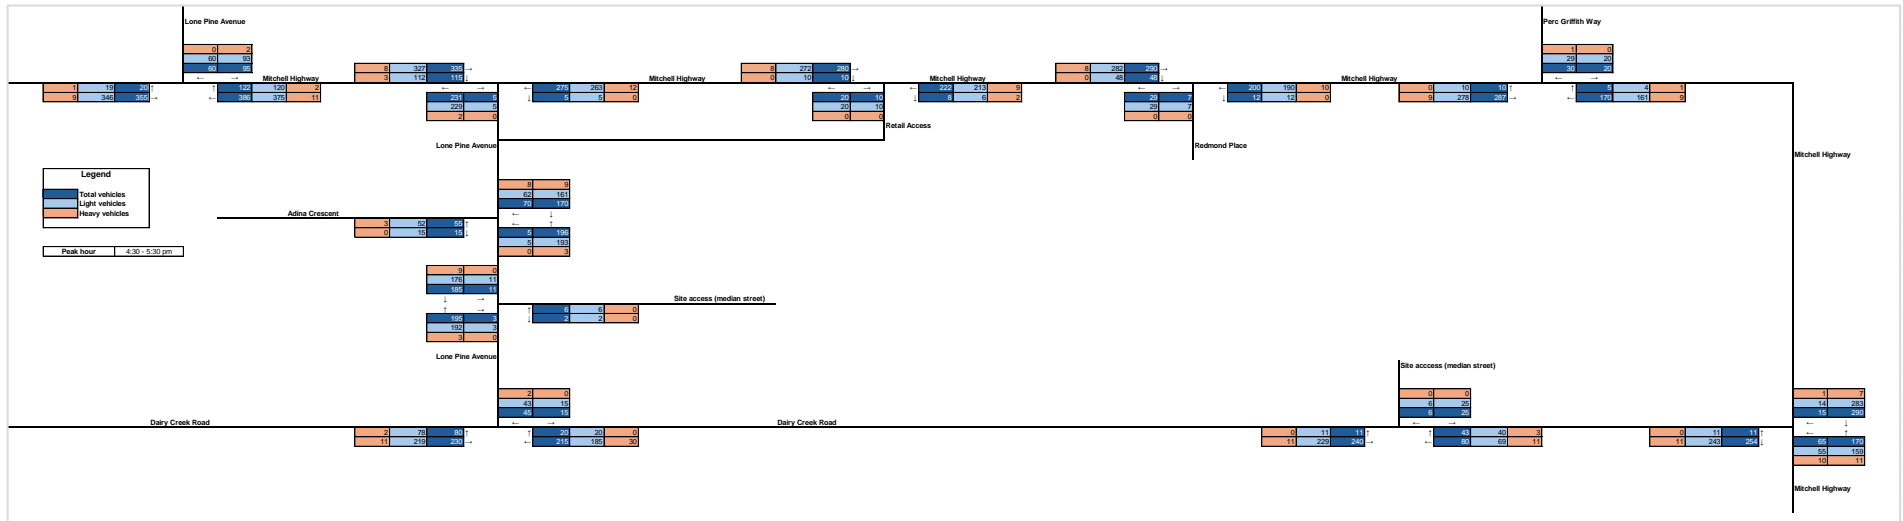 Lone Pine Avenue
Perc Griffith Way
0 2
60 93
60 95
← →
Mitchell Highway
1 19 20 ↑
9 346 355 →
↑ 122 120 2
← 386 375 11
8 327 335 →
3 112 115 ↓
← →
231 5
229 5
2 0
← 275 263 12
↓ 5 5 0
Mitchell Highway
8 272 280 →
0 10 10 ↓
← →
20 10
20 10
0 0
Retail Access
Mitchell Highway
← 222 213 9
↓ 8 6 2
8 282 290 →
0 48 48 ↓
← →
29 7
29 7
0 0
Redmond Place
← 200 190 10
↓ 12 12 0
Mitchell Highway
0 10 10 ↑
9 278 287 →
1 0
29 20
30 20
← →
↑ 5 4 1
← 170 161 9
Lone Pine Avenue
Mitchell Highway
Legend
Total vehicles
Light vehicles
Heavy vehicles
Peak hour 4:30 - 5:30 pm
8 9
62 161
70 170
← ↓
Adina Crescent
3 52 55 ↑
0 15 15 ↓
← ↑
5 196
5 193
0 3
9 0
176 11
185 11
↓ →
Site access (median street)
↑ →
195 3
192 3
3 0
↑ 6 6 0
↓ 2 2 0
Lone Pine Avenue
Site acccess (median street)
2 0
43 15
45 15
← →
Dairy Creek Road
2 78 80 ↑
11 219 230 →
↑ 20 20 0
← 215 185 30
Dairy Creek Road
0 0
6 25
6 25
← →
0 11 11 ↑
11 229 240 →
↑ 43 40 3
← 80 69 11
0 11 11 ↑
11 243 254 ↓
1 7
14 283
15 290
← ↓
← ↑
65 170
55 159
10 11
Mitchell Highway